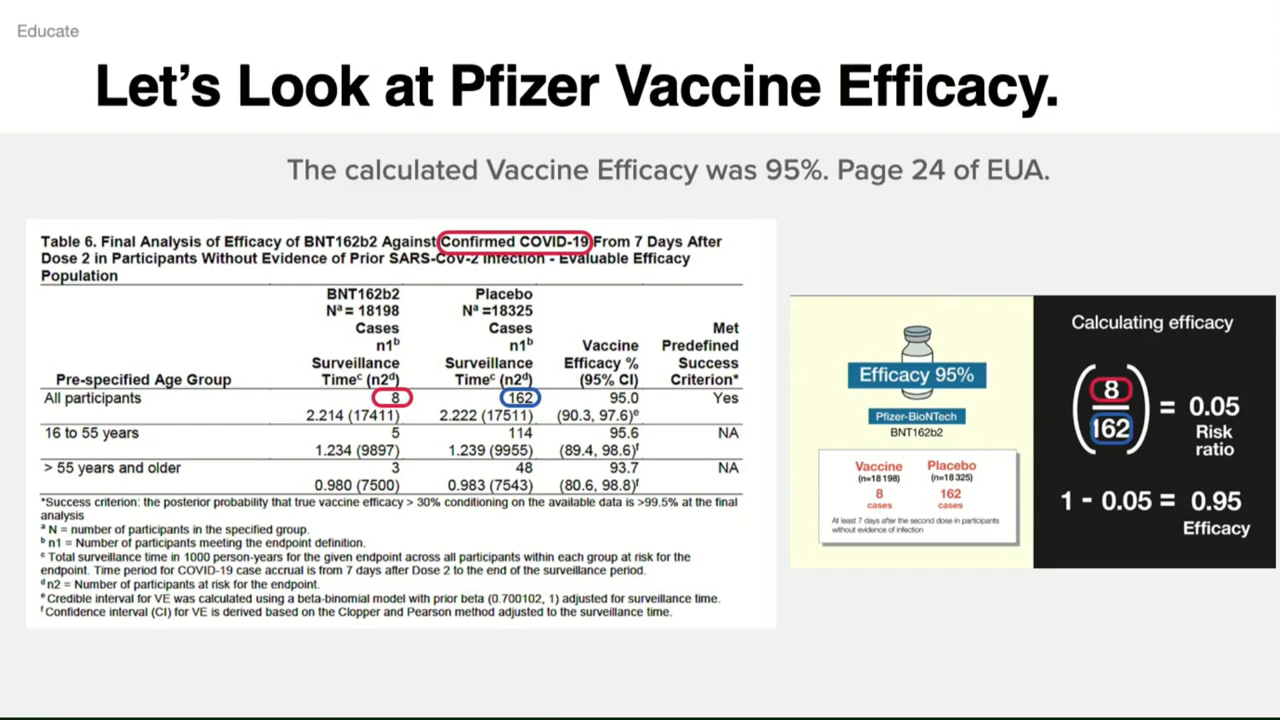 Educate
Let's Look at Pfizer Vaccine Efficacy.
The calculated Vaccine Efficacy was 95%. Page 24 of EUA.
Table 6. Final Analysis of Efficacy of BNT162b2 Against Confirmed COVID-19 From 7 Days After
Dose 2 in Participants Without Evidence of Prior SARS-CoV-2 Infection - Evaluable Efficacy
Population
BNT162b2 Placebo
Nᵃ = 18198 Nᵃ =18325
Cases Cases Met
n1ᵇ n1ᵇ Vaccine Predefined
Surveillance Surveillance Efficacy % Success
Pre-specified Age Group Timeᶜ (n2ᵈ) Timeᶜ (n2ᵈ) (95% CI) Criterion*
All participants 8 162 95.0 Yes
2.214 (17411) 2.222 (17511) (90.3, 97.6)ᵉ
16 to 55 years 5 114 95.6 NA
1.234 (9897) 1.239 (9955) (89.4, 98.6)ᶠ
> 55 years and older 3 48 93.7 NA
0.980 (7500) 0.983 (7543) (80.6, 98.8)ᶠ
*Success criterion: the posterior probability that true vaccine efficacy > 30% conditioning on the available data is >99.5% at the final
analysis
ᵃ N = number of participants in the specified group.
ᵇ n1 = Number of participants meeting the endpoint definition.
ᶜ Total surveillance time in 1000 person-years for the given endpoint across all participants within each group at risk for the
endpoint. Time period for COVID-19 case accrual is from 7 days after Dose 2 to the end of the surveillance period.
ᵈ n2 = Number of participants at risk for the endpoint.
ᵉ Credible interval for VE was calculated using a beta-binomial model with prior beta (0.700102, 1) adjusted for surveillance time.
ᶠ Confidence interval (CI) for VE is derived based on the Clopper and Pearson method adjusted to the surveillance time.
Efficacy 95%
Pfizer-BioNTech
BNT162b2
Vaccine Placebo
(n=18 198) (n=18 325)
8 162
cases cases
At least 7 days after the second dose in participants
without evidence of infection
Calculating efficacy
(8/162) = 0.05
Risk
ratio
1 - 0.05 = 0.95
Efficacy